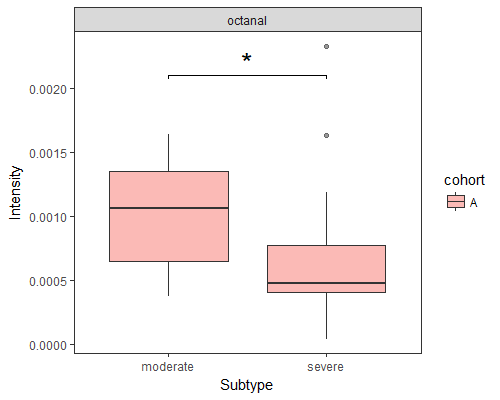 octanal
*
0.0020
0.0015
0.0010
0.0005
0.0000
Intensity
moderate severe
Subtype
cohort
A